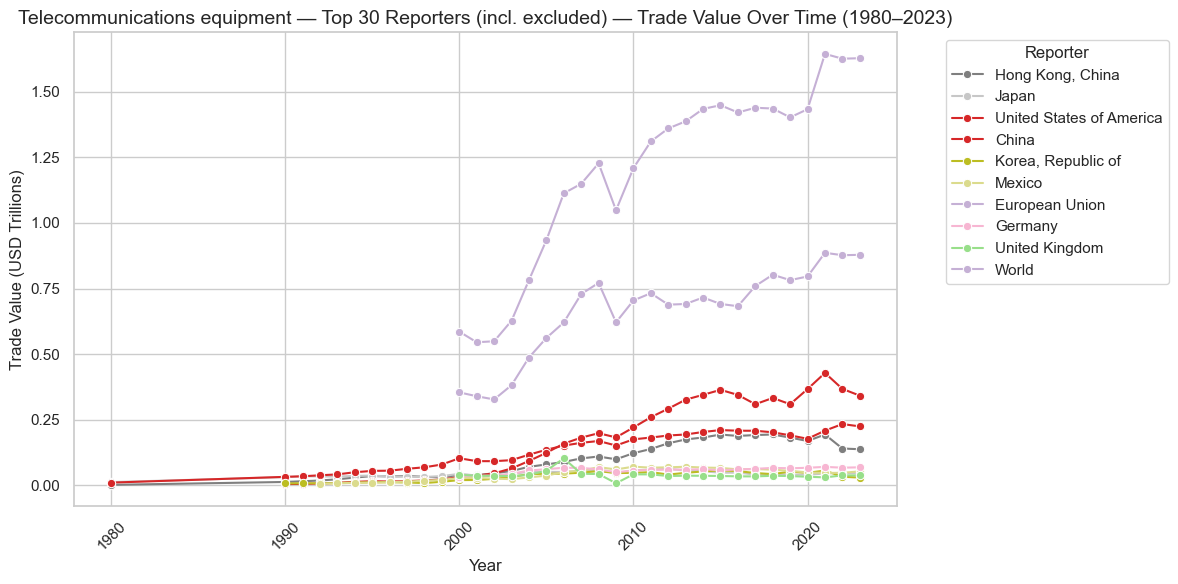 Telecommunications equipment — Top 30 Reporters (incl. excluded) — Trade Value Over Time (1980–2023)
Trade Value (USD Trillions)
1.50
1.25
1.00
0.75
0.50
0.25
0.00
1980
1990
2000
2010
2020
Year
Reporter
Hong Kong, China
Japan
United States of America
China
Korea, Republic of
Mexico
European Union
Germany
United Kingdom
World